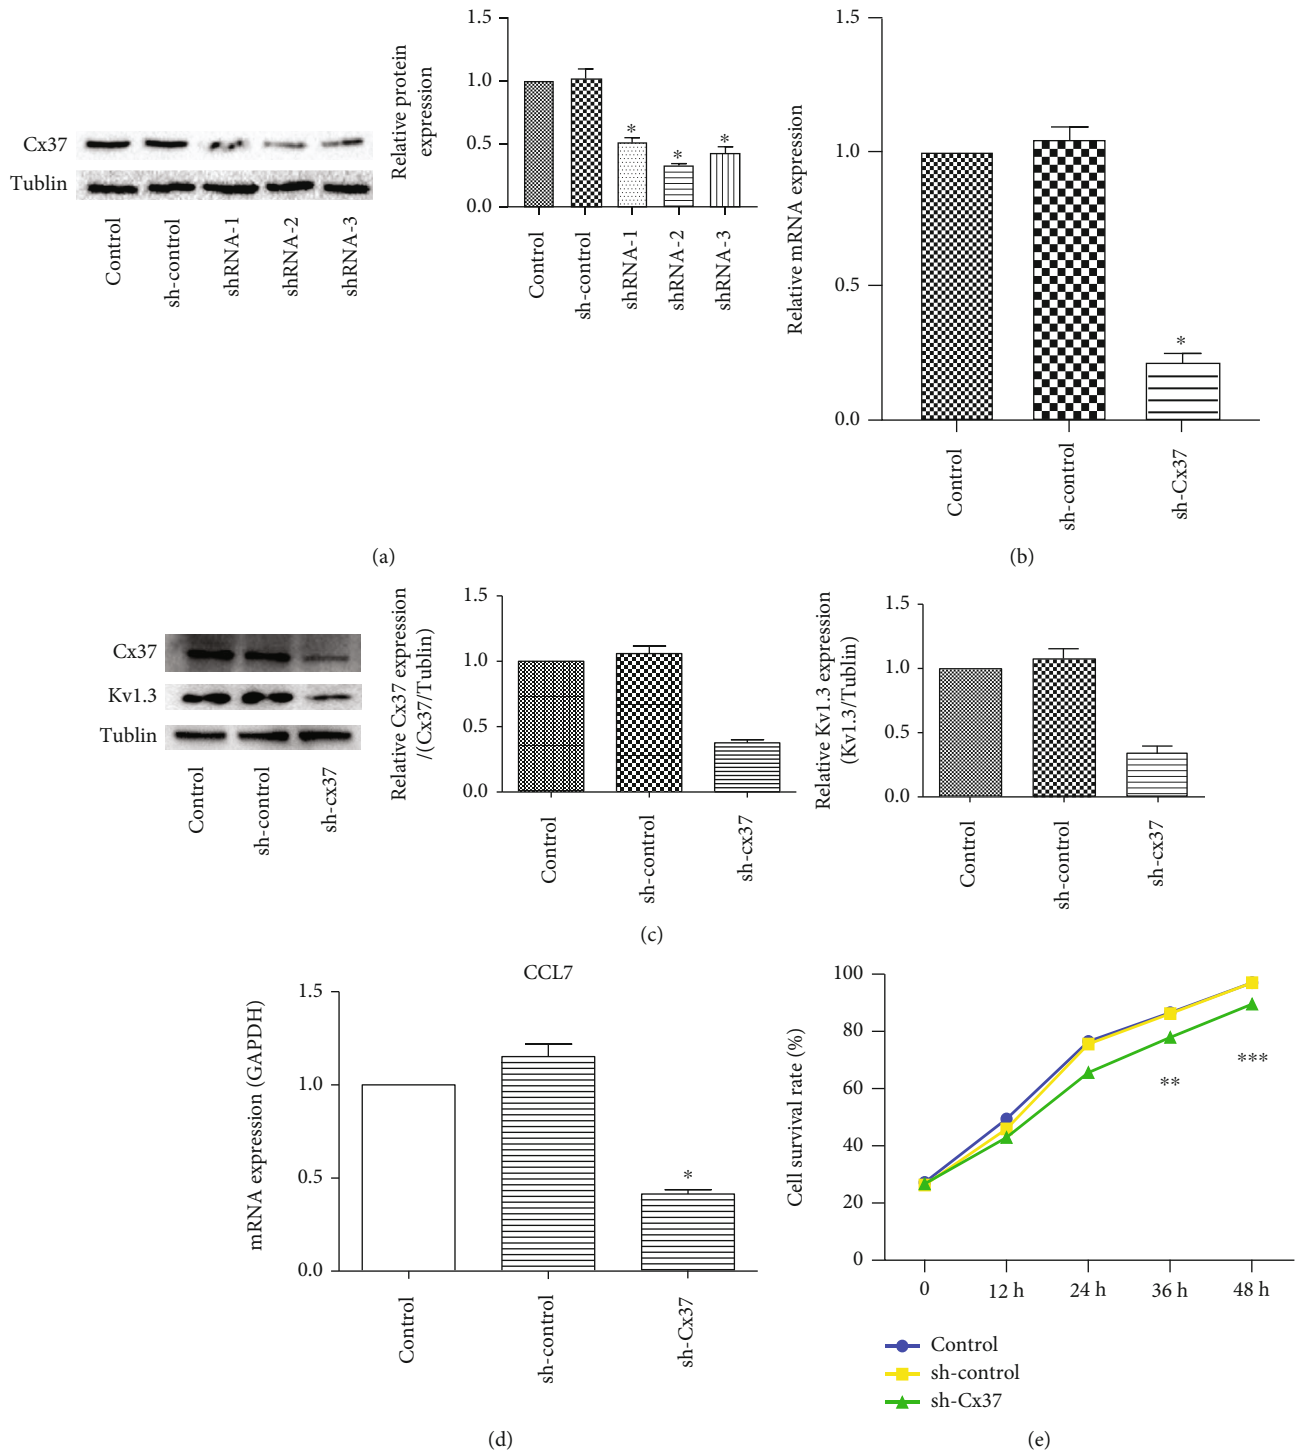 Cx37
Tublin
Control
sh-control
shRNA-1
shRNA-2
shRNA-3
Relative protein
expression
1.5
1.0
0.5
0.0
*
*
*
Control
sh-control
shRNA-1
shRNA-2
shRNA-3
(a)
Relative mRNA expression
1.5
1.0
0.5
0.0
*
Control
sh-control
sh-Cx37
(b)
Cx37
Kv1.3
Tublin
Control
sh-control
sh-cx37
Relative Cx37 expression
/(Cx37/Tublin)
1.5
1.0
0.5
0.0
Control
sh-control
sh-cx37
Relative Kv1.3 expression
(Kv1.3/Tublin)
1.5
1.0
0.5
0.0
Control
sh-control
sh-cx37
(c)
CCL7
mRNA expression (GAPDH)
1.5
1.0
0.5
0.0
*
Control
sh-control
sh-Cx37
(d)
Cell survival rate (%)
100
80
60
40
20
0
**
***
0
12 h
24 h
36 h
48 h
Control
sh-control
sh-Cx37
(e)